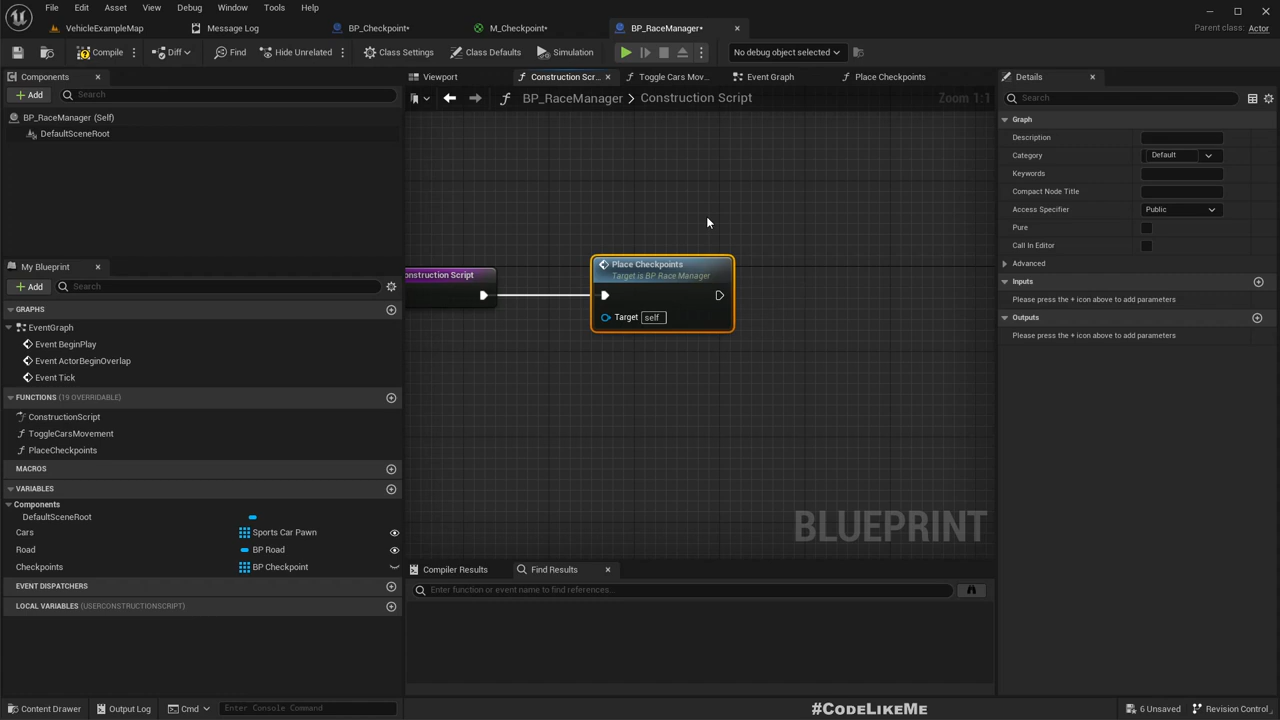 File Edit Asset View Debug Window Tools Help
VehicleExampleMap Message Log BP_Checkpoint* M_Checkpoint* BP_RaceManager* Parent class: Actor
Compile Diff Find Hide Unrelated Class Settings Class Defaults Simulation No debug object selected
Components Viewport Construction Scr... Toggle Cars Mov... Event Graph Place Checkpoints Details
Add Search BP_RaceManager Construction Script Zoom 1:1 Search
BP_RaceManager (Self) Graph
DefaultSceneRoot Description
Category Default
Keywords
Compact Node Title
Access Specifier Public
Pure
Call In Editor
Advanced
Inputs
Please press the + icon above to add parameters
Outputs
Please press the + icon above to add parameters
onstruction Script
Place Checkpoints
Target is BP Race Manager
Target self
BLUEPRINT
My Blueprint
Add Search
GRAPHS
EventGraph
Event BeginPlay
Event ActorBeginOverlap
Event Tick
FUNCTIONS (19 OVERRIDABLE)
ConstructionScript
ToggleCarsMovement
PlaceCheckpoints
MACROS
VARIABLES
Components
DefaultSceneRoot
Cars Sports Car Pawn
Road BP Road
Checkpoints BP Checkpoint
EVENT DISPATCHERS
LOCAL VARIABLES (USERCONSTRUCTIONSCRIPT)
Compiler Results Find Results
Enter function or event name to find references...
Content Drawer Output Log Cmd Enter Console Command #CODELIKEME 6 Unsaved Revision Control